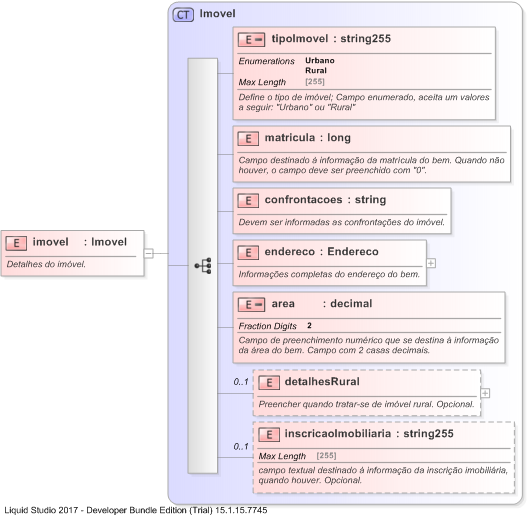 CT Imovel
E tipoImovel : string255
Enumerations Urbano
Rural
Max Length [255]
Define o tipo de imóvel; Campo enumerado, aceita um valores
a seguir: "Urbano" ou "Rural"
E matricula : long
Campo destinado à informação da matricula do bem. Quando não
houver, o campo deve ser preenchido com "0".
E confrontacoes : string
Devem ser informadas as confrontações do imóvel.
E imovel : Imovel
Detalhes do imóvel.
E endereco : Endereco
Informações completas do endereço do bem.
E area : decimal
Fraction Digits 2
Campo de preenchimento numérico que se destina à informação
da área do bem. Campo com 2 casas decimais.
0..1
E detalhesRural
Preencher quando tratar-se de imóvel rural. Opcional.
0..1
E inscricaoImobiliaria : string255
Max Length [255]
campo textual destinado à informação da inscrição imobiliária,
quando houver. Opcional.
Liquid Studio 2017 - Developer Bundle Edition (Trial) 15.1.15.7745